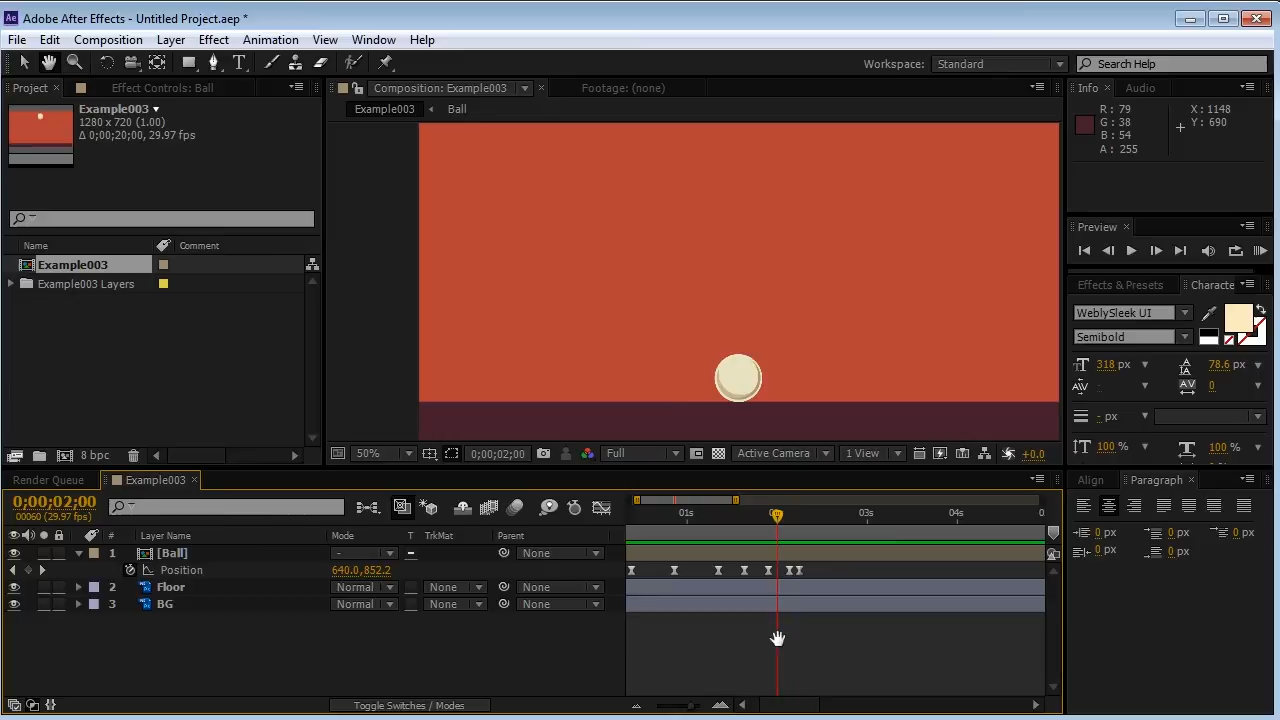 Ae Adobe After Effects - Untitled Project.aep *
File Edit Composition Layer Effect Animation View Window Help
Workspace: Standard Search Help
Project Effect Controls: Ball Composition: Example003 Footage: (none) Info Audio
Example003
1280 x 720 (1.00)
Δ 0;00;20;00, 29.97 fps
Example003 Ball
R : 79 X : 1148
G : 38 Y : 690
B : 54
A : 255
Preview
Name Comment
Example003
Example003 Layers
Effects & Presets Characte
WeblySleek UI
Semibold
318 px 78.6 px
AV AV 0
- px
100 % 100 %
8 bpc
50% 0;00;02;00 Full Active Camera 1 View +0.0
Render Queue Example003 Align Paragraph
0;00;02;00
00060 (29.97 fps)
01s 03s 04s 0
# Layer Name Mode T TrkMat Parent
1 [Ball] - None
Position 640.0,852.2
2 Floor Normal None None
3 BG Normal None None
0 px 0 px 0 px
0 px 0 px
Toggle Switches / Modes